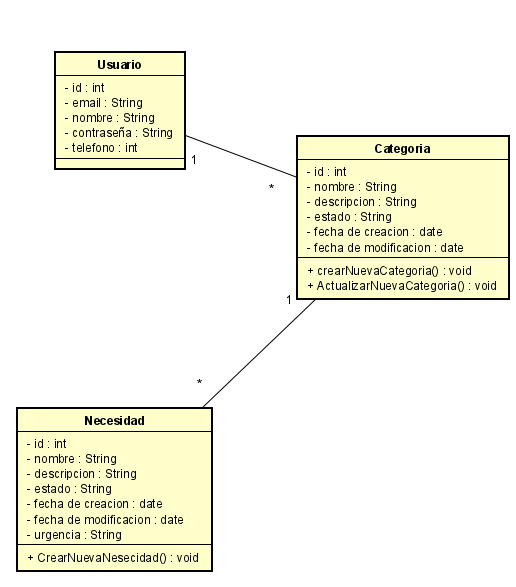 Usuario
- id : int
- email : String
- nombre : String
- contraseña : String
- telefono : int
1
*
Categoria
- id : int
- nombre : String
- descripcion : String
- estado : String
- fecha de creacion : date
- fecha de modificacion : date
+ crearNuevaCategoria() : void
+ ActualizarNuevaCategoria() : void
1
*
Necesidad
- id : int
- nombre : String
- descripcion : String
- estado : String
- fecha de creacion : date
- fecha de modificacion : date
- urgencia : String
+ CrearNuevaNesecidad() : void